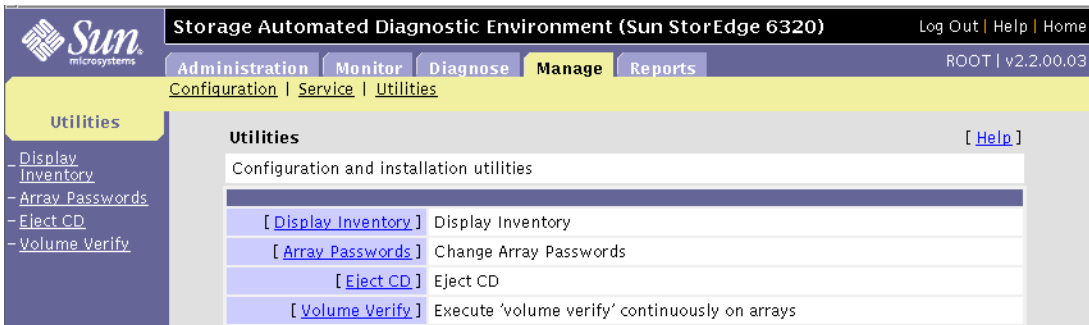 Sun
microsystems
Storage Automated Diagnostic Environment (Sun StorEdge 6320)
Log Out | Help | Home
Administration Monitor Diagnose Manage Reports
ROOT | v2.2.00.03
Configuration | Service | Utilities
Utilities
- Display
Inventory
- Array Passwords
- Eject CD
- Volume Verify
Utilities
[ Help ]
Configuration and installation utilities
[ Display Inventory ] Display Inventory
[ Array Passwords ] Change Array Passwords
[ Eject CD ] Eject CD
[ Volume Verify ] Execute 'volume verify' continuously on arrays